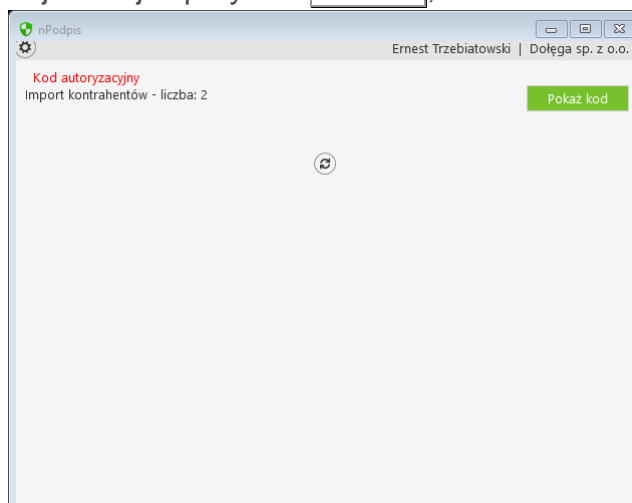 nPodpis
Ernest Trzebiatowski | Dołęga sp. z o.o.
Kod autoryzacyjny
Import kontrahentów - liczba: 2
Pokaż kod